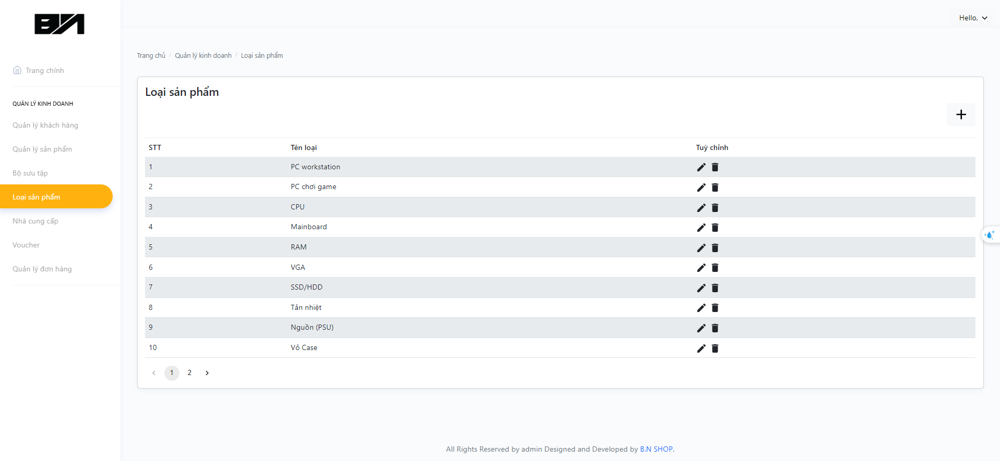 BN
Hello,
Trang chủ / Quản lý kinh doanh / Loại sản phẩm
Trang chính
QUẢN LÝ KINH DOANH
Quản lý khách hàng
Quản lý sản phẩm
Bộ sưu tập
Loại sản phẩm
Nhà cung cấp
Voucher
Quản lý đơn hàng
Loại sản phẩm
+
STT Tên loại Tuỳ chỉnh
1 PC workstation
2 PC chơi game
3 CPU
4 Mainboard
5 RAM
6 VGA
7 SSD/HDD
8 Tản nhiệt
9 Nguồn (PSU)
10 Vỏ Case
1 2
All Rights Reserved by admin Designed and Developed by B.N SHOP.